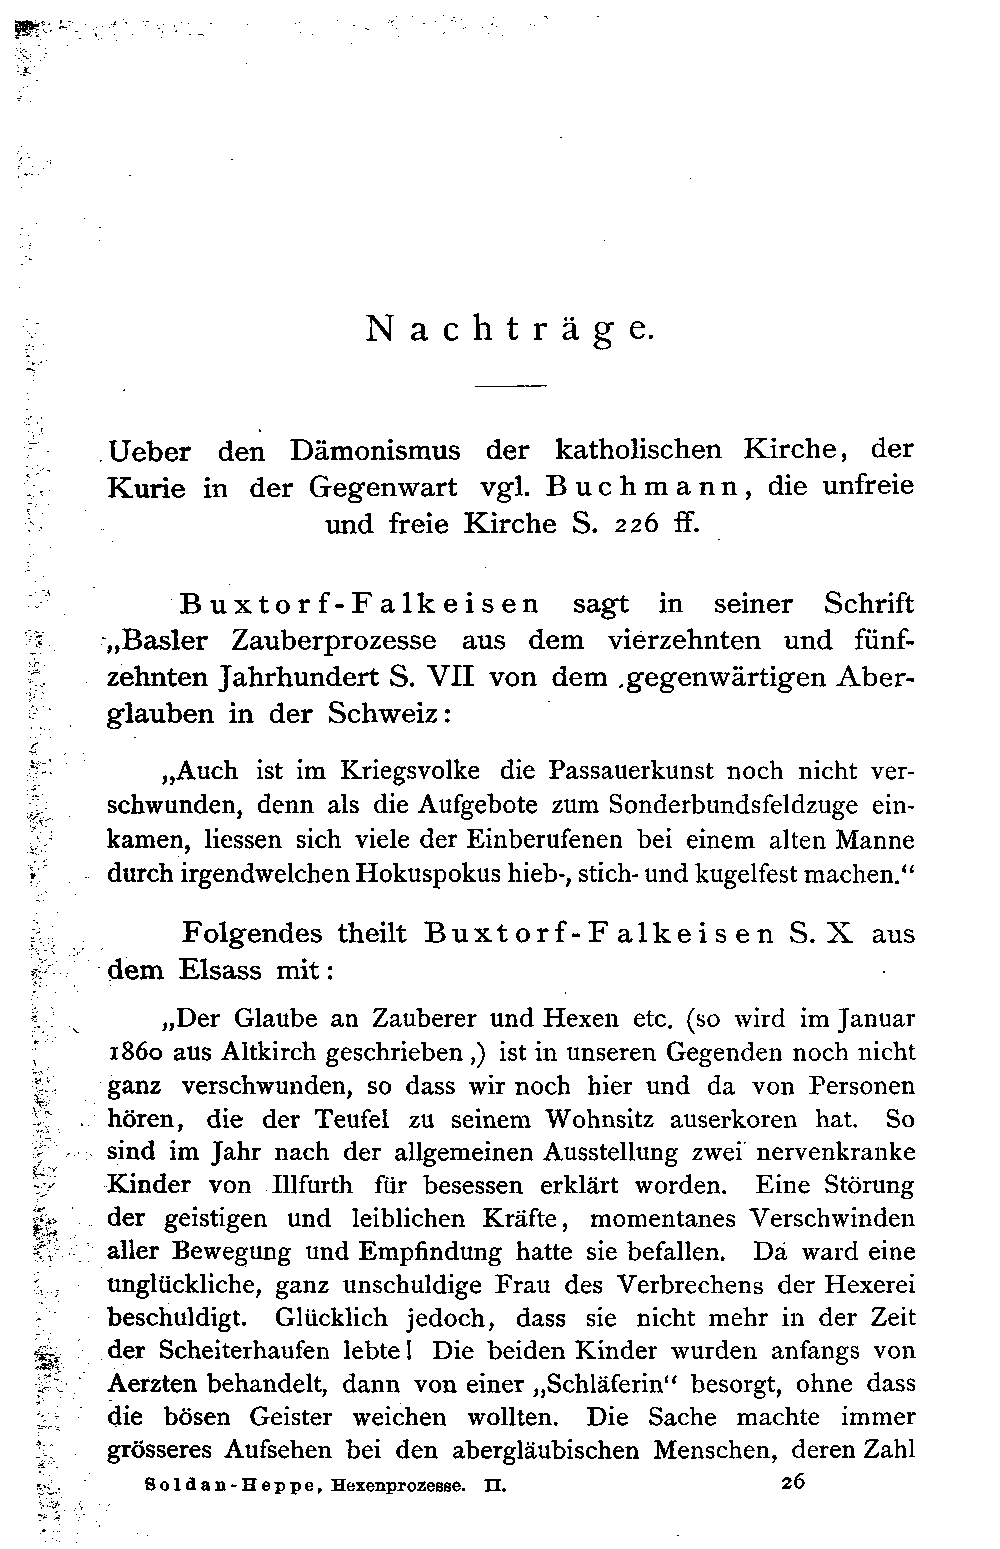 Nachträge.
Ueber den Dämonismus der katholischen Kirche, der
Kurie in der Gegenwart vgl. Buchmann, die unfreie
und freie Kirche S. 226 ff.
Buxtorf-Falkeisen sagt in seiner Schrift
„Basler Zauberprozesse aus dem vierzehnten und fünf-
zehnten Jahrhundert S. VII von dem gegenwärtigen Aber-
glauben in der Schweiz:
„Auch ist im Kriegsvolke die Passauerkunst noch nicht ver-
schwunden, denn als die Aufgebote zum Sonderbundsfeldzuge ein-
kamen, liessen sich viele der Einberufenen bei einem alten Manne
durch irgendwelchen Hokuspokus hieb-, stich- und kugelfest machen.“
Folgendes theilt Buxtorf-Falkeisen S. X aus
dem Elsass mit:
„Der Glaube an Zauberer und Hexen etc. (so wird im Januar
1860 aus Altkirch geschrieben,) ist in unseren Gegenden noch nicht
ganz verschwunden, so dass wir noch hier und da von Personen
hören, die der Teufel zu seinem Wohnsitz auserkoren hat. So
sind im Jahr nach der allgemeinen Ausstellung zwei nervenkranke
Kinder von Illfurth für besessen erklärt worden. Eine Störung
der geistigen und leiblichen Kräfte, momentanes Verschwinden
aller Bewegung und Empfindung hatte sie befallen. Da ward eine
unglückliche, ganz unschuldige Frau des Verbrechens der Hexerei
beschuldigt. Glücklich jedoch, dass sie nicht mehr in der Zeit
der Scheiterhaufen lebte! Die beiden Kinder wurden anfangs von
Aerzten behandelt, dann von einer „Schläferin“ besorgt, ohne dass
die bösen Geister weichen wollten. Die Sache machte immer
grösseres Aufsehen bei den abergläubischen Menschen, deren Zahl
Soldan-Heppe, Hexenprozesse. II. 26